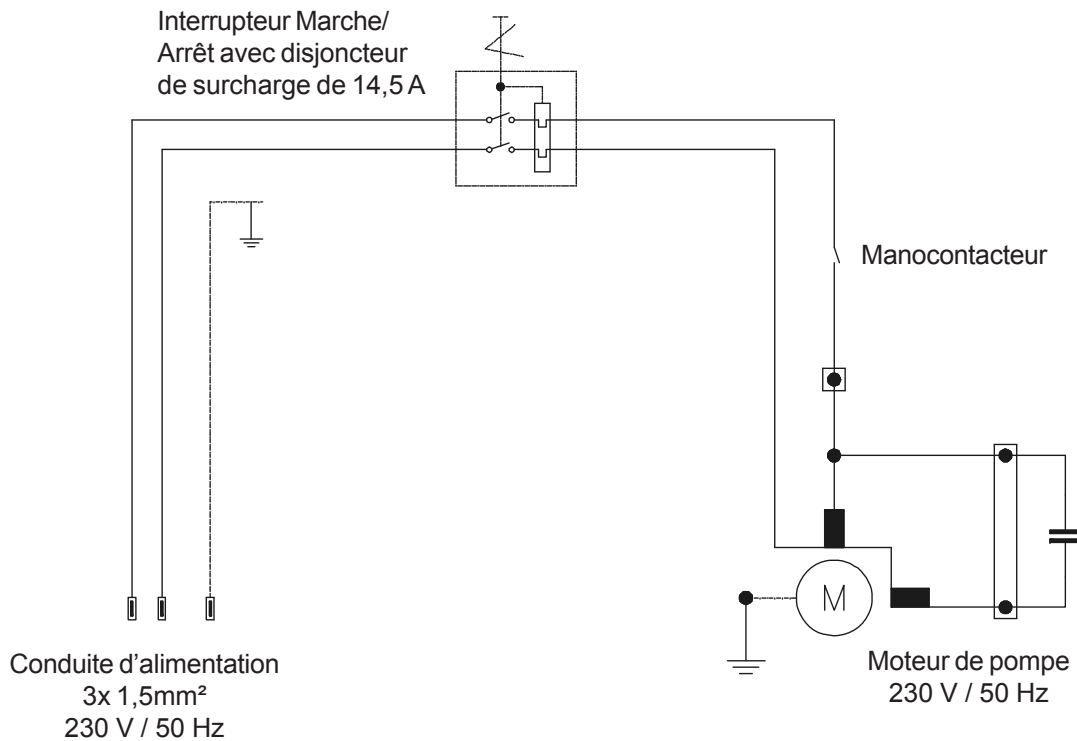 Interrupteur Marche/
Arrêt avec disjoncteur
de surcharge de 14,5 A
Manocontacteur
M
Conduite d'alimentation
3x 1,5mm²
230 V / 50 Hz
Moteur de pompe
230 V / 50 Hz